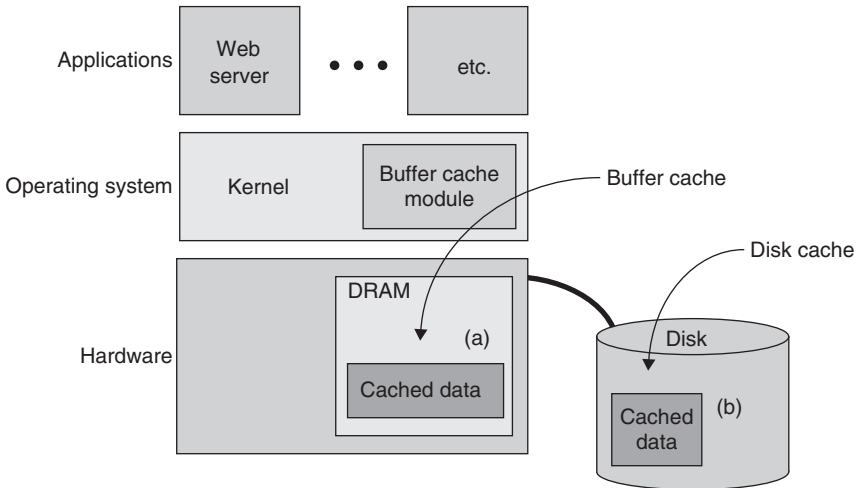 Applications
Web
server
etc.
Operating system
Kernel
Buffer cache
module
Buffer cache
Disk cache
Hardware
DRAM
(a)
Cached data
Disk
Cached
data
(b)